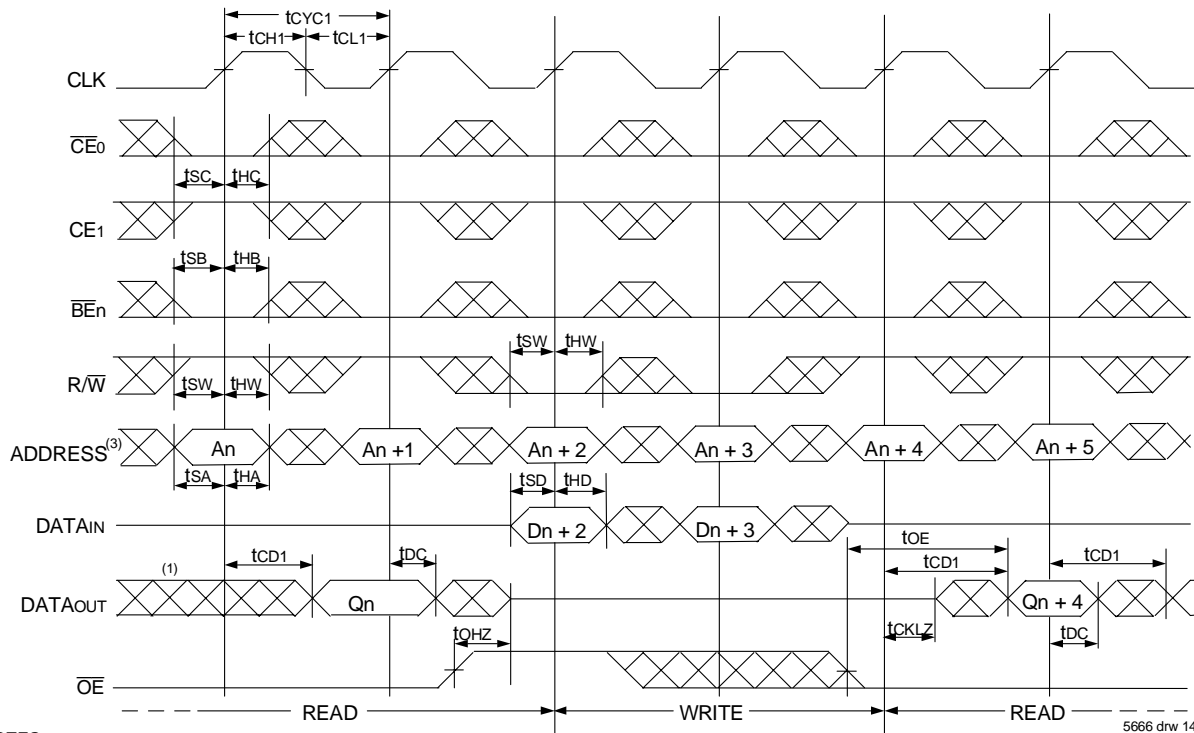 tCYC1
tCH1 tCL1
CLK
CE0
tSC tHC
CE1
tSB tHB
BEn
tSW tHW
R/W
tSW tHW
ADDRESS(3) An An +1 An + 2 An + 3 An + 4 An + 5
tSA tHA tSD tHD
DATAIN Dn + 2 Dn + 3
tOE
tCD1 tDC tCD1 tCD1
(1)
DATAOUT Qn Qn + 4
tOHZ tCKLZ tDC
OE
READ WRITE READ
5666 drw 14